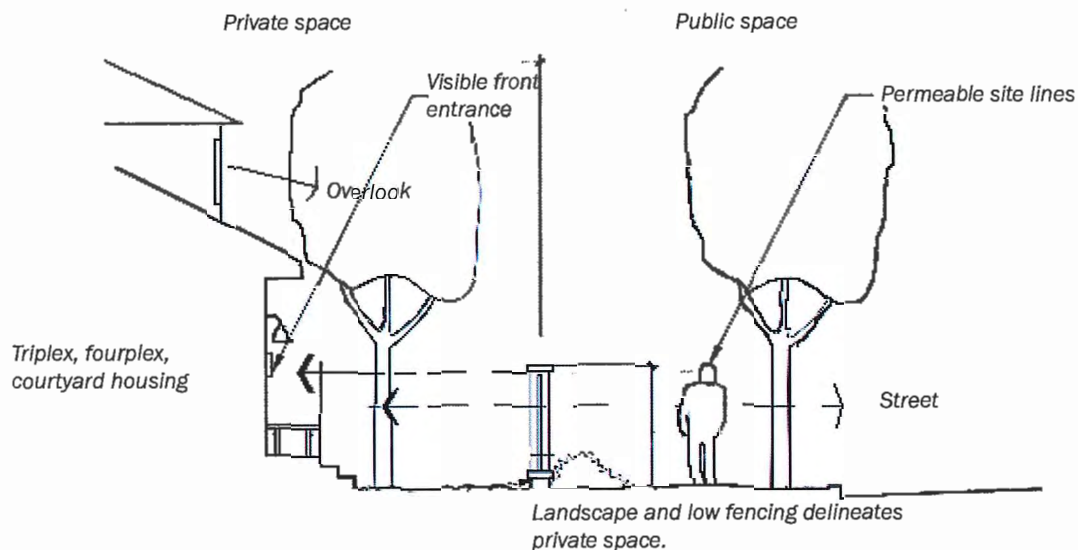 Private space
Public space
Visible front
entrance
Permeable site lines
Overlook
Triplex, fourplex,
courtyard housing
Street
Landscape and low fencing delineates
private space.